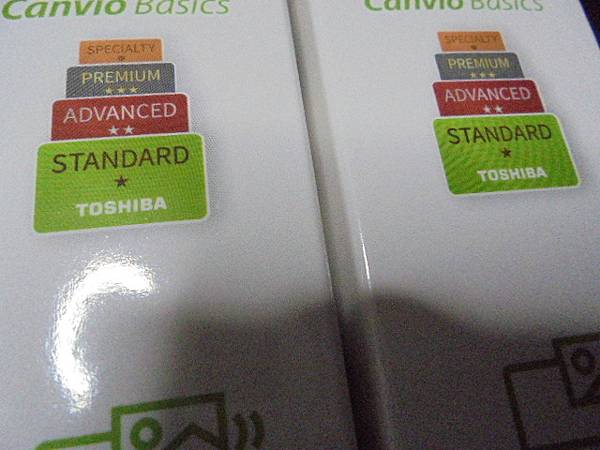 Canvio Basics
SPECIALTY
PREMIUM
★★★
ADVANCED
★★
STANDARD
★
TOSHIBA
Canvio Basics
SPECIALTY
PREMIUM
★★★
ADVANCED
★★
STANDARD
★
TOSHIBA